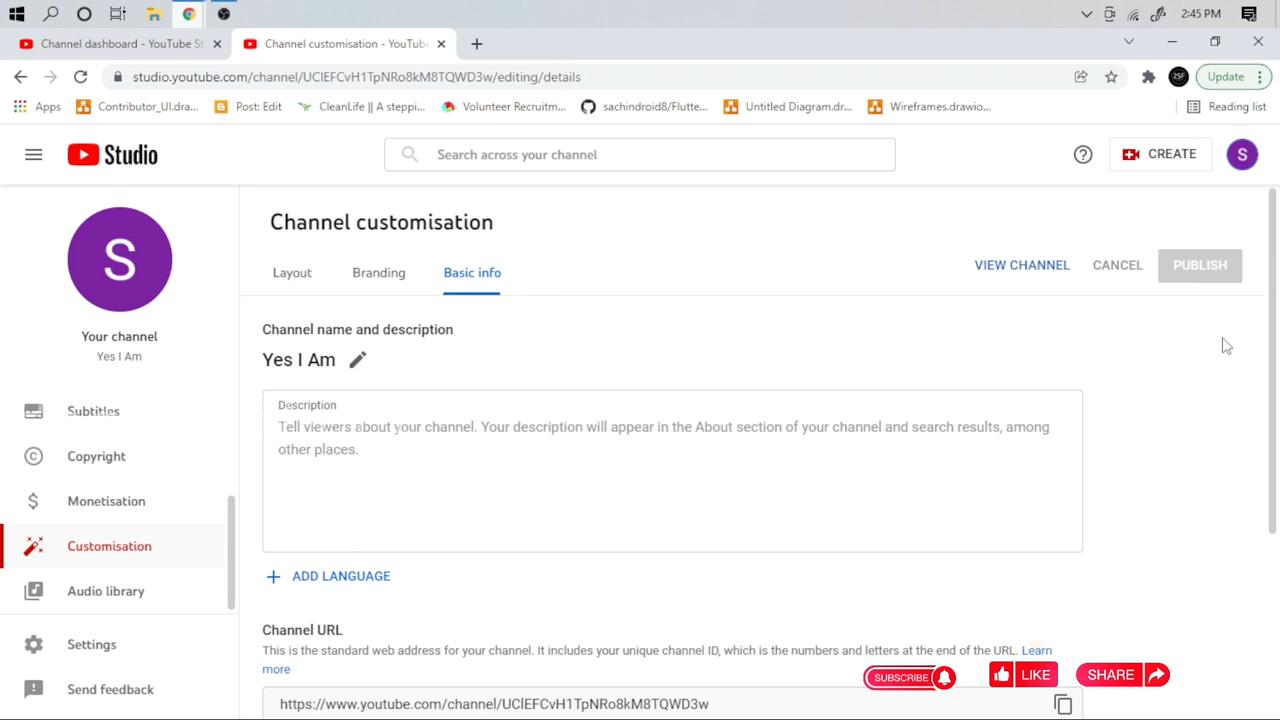 2:45 PM
Channel dashboard - YouTube St
Channel customisation - YouTube
studio.youtube.com/channel/UClEFCvH1TpNRo8kM8TQWD3w/editing/details
25F
Update
Apps
Contributor_UI.dra...
Post: Edit
CleanLife || A steppi...
Volunteer Recruitm...
sachindroid8/Flutte...
Untitled Diagram.dr...
Wireframes.drawio...
Reading list
Studio
Search across your channel
CREATE
S
S
Your channel
Yes I Am
Subtitles
Copyright
Monetisation
Customisation
Audio library
Settings
Send feedback
Channel customisation
Layout
Branding
Basic info
VIEW CHANNEL
CANCEL
PUBLISH
Channel name and description
Yes I Am
Description
Tell viewers about your channel. Your description will appear in the About section of your channel and search results, among
other places.
ADD LANGUAGE
Channel URL
This is the standard web address for your channel. It includes your unique channel ID, which is the numbers and letters at the end of the URL. Learn
more
https://www.youtube.com/channel/UClEFCvH1TpNRo8kM8TQWD3w
SUBSCRIBE
LIKE
SHARE